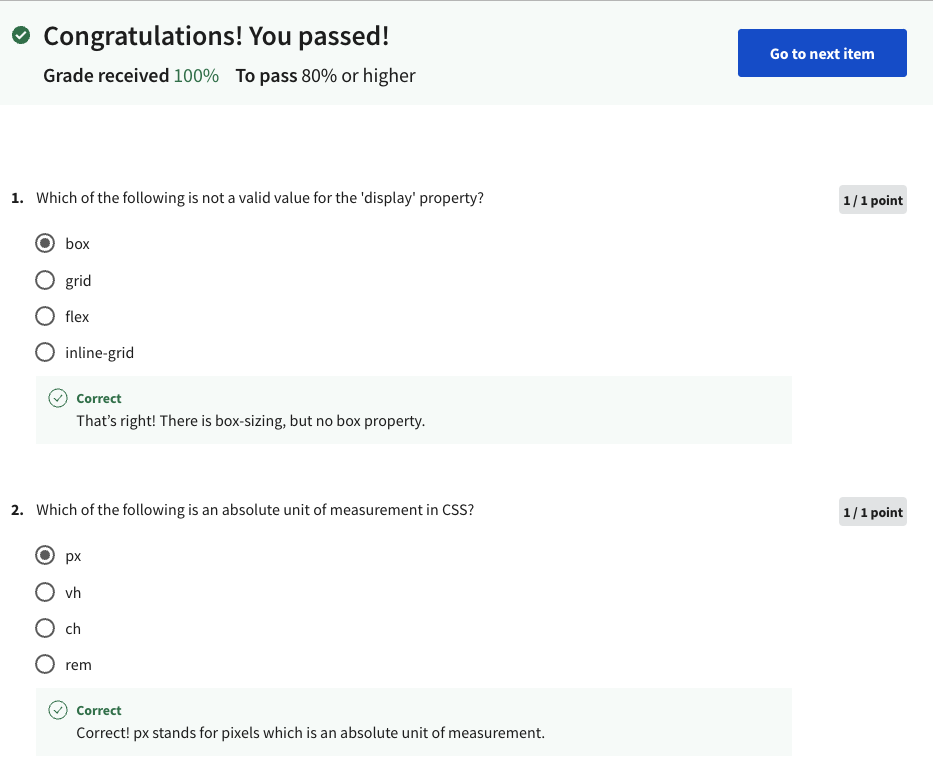 Congratulations! You passed!
Grade received 100% To pass 80% or higher
Go to next item
1. Which of the following is not a valid value for the 'display' property?
1 / 1 point
box
grid
flex
inline-grid
Correct
That’s right! There is box-sizing, but no box property.
2. Which of the following is an absolute unit of measurement in CSS?
1 / 1 point
px
vh
ch
rem
Correct
Correct! px stands for pixels which is an absolute unit of measurement.